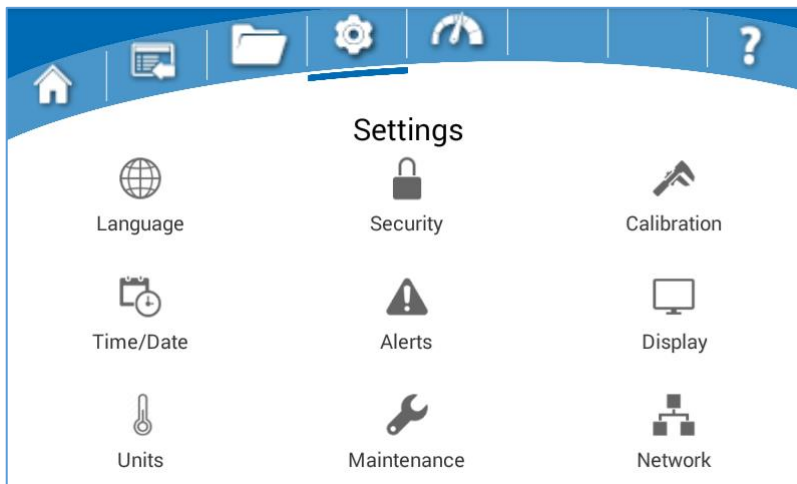 ?
Settings
Language Security Calibration
Time/Date Alerts Display
Units Maintenance Network